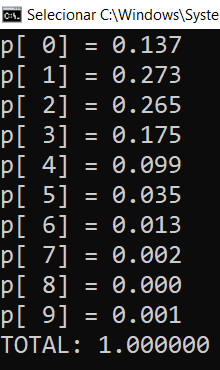 Selecionar C:\Windows\Syste
p[ 0] = 0.137
p[ 1] = 0.273
p[ 2] = 0.265
p[ 3] = 0.175
p[ 4] = 0.099
p[ 5] = 0.035
p[ 6] = 0.013
p[ 7] = 0.002
p[ 8] = 0.000
p[ 9] = 0.001
TOTAL: 1.000000